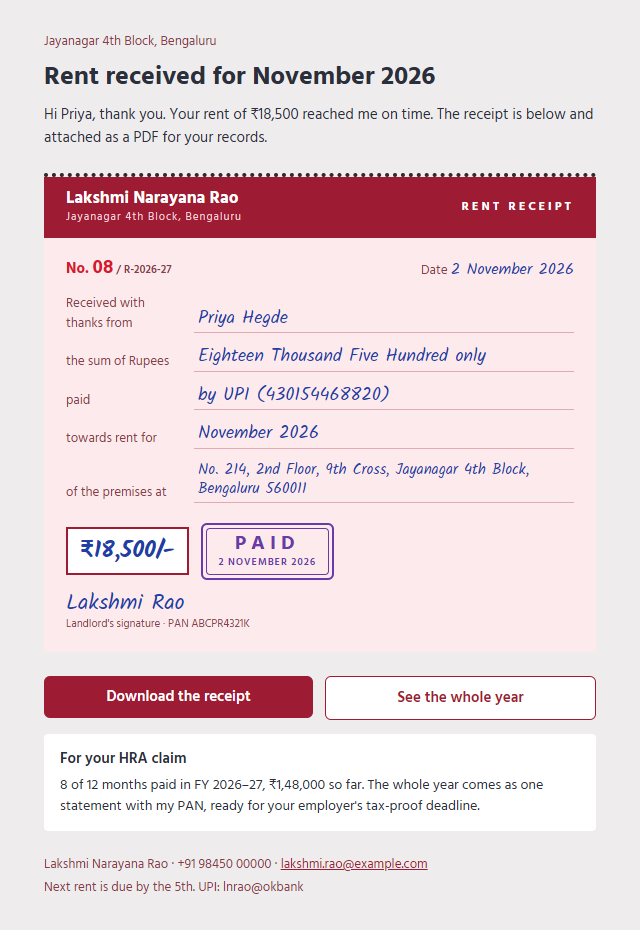 Jayanagar 4th Block, Bengaluru
Rent received for November 2026
Hi Priya, thank you. Your rent of ₹18,500 reached me on time. The receipt is below and
attached as a PDF for your records.
Lakshmi Narayana Rao
Jayanagar 4th Block, Bengaluru
RENT RECEIPT
No. 08 / R-2026-27
Date 2 November 2026
Received with
thanks from
Priya Hegde
the sum of Rupees
Eighteen Thousand Five Hundred only
paid
by UPI (430154468820)
towards rent for
November 2026
of the premises at
No. 214, 2nd Floor, 9th Cross, Jayanagar 4th Block,
Bengaluru 560011
₹18,500/-
PAID
2 NOVEMBER 2026
Lakshmi Rao
Landlord's signature · PAN ABCPR4321K
Download the receipt
See the whole year
For your HRA claim
8 of 12 months paid in FY 2026–27, ₹1,48,000 so far. The whole year comes as one
statement with my PAN, ready for your employer's tax-proof deadline.
Lakshmi Narayana Rao · +91 98450 00000 · lakshmi.rao@example.com
Next rent is due by the 5th. UPI: lnrao@okbank